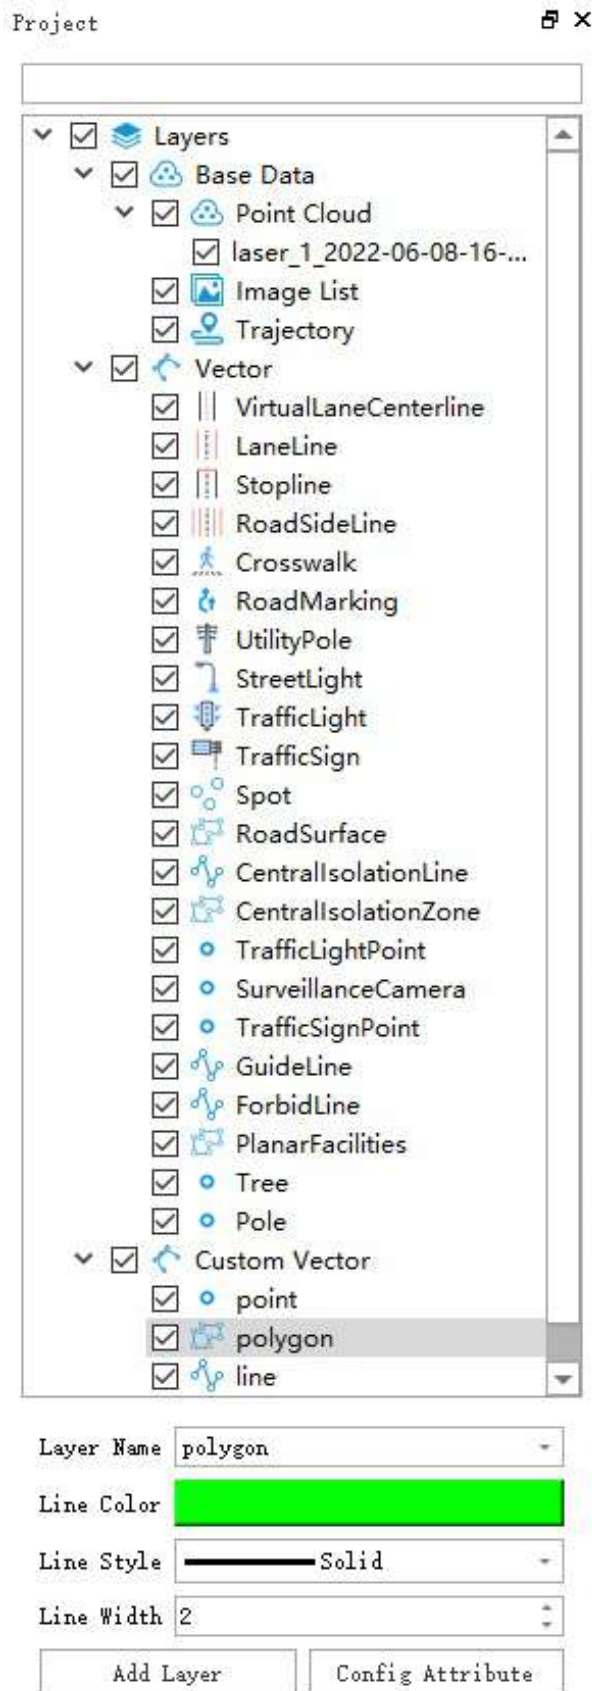 Project
Layers
Base Data
Point Cloud
laser_1_2022-06-08-16-...
Image List
Trajectory
Vector
VirtualLaneCenterline
LaneLine
Stopline
RoadSideLine
Crosswalk
RoadMarking
UtilityPole
StreetLight
TrafficLight
TrafficSign
Spot
RoadSurface
CentralIsolationLine
CentralIsolationZone
TrafficLightPoint
SurveillanceCamera
TrafficSignPoint
GuideLine
ForbidLine
PlanarFacilities
Tree
Pole
Custom Vector
point
polygon
line
Layer Name polygon
Line Color
Line Style Solid
Line Width 2
Add Layer Config Attribute